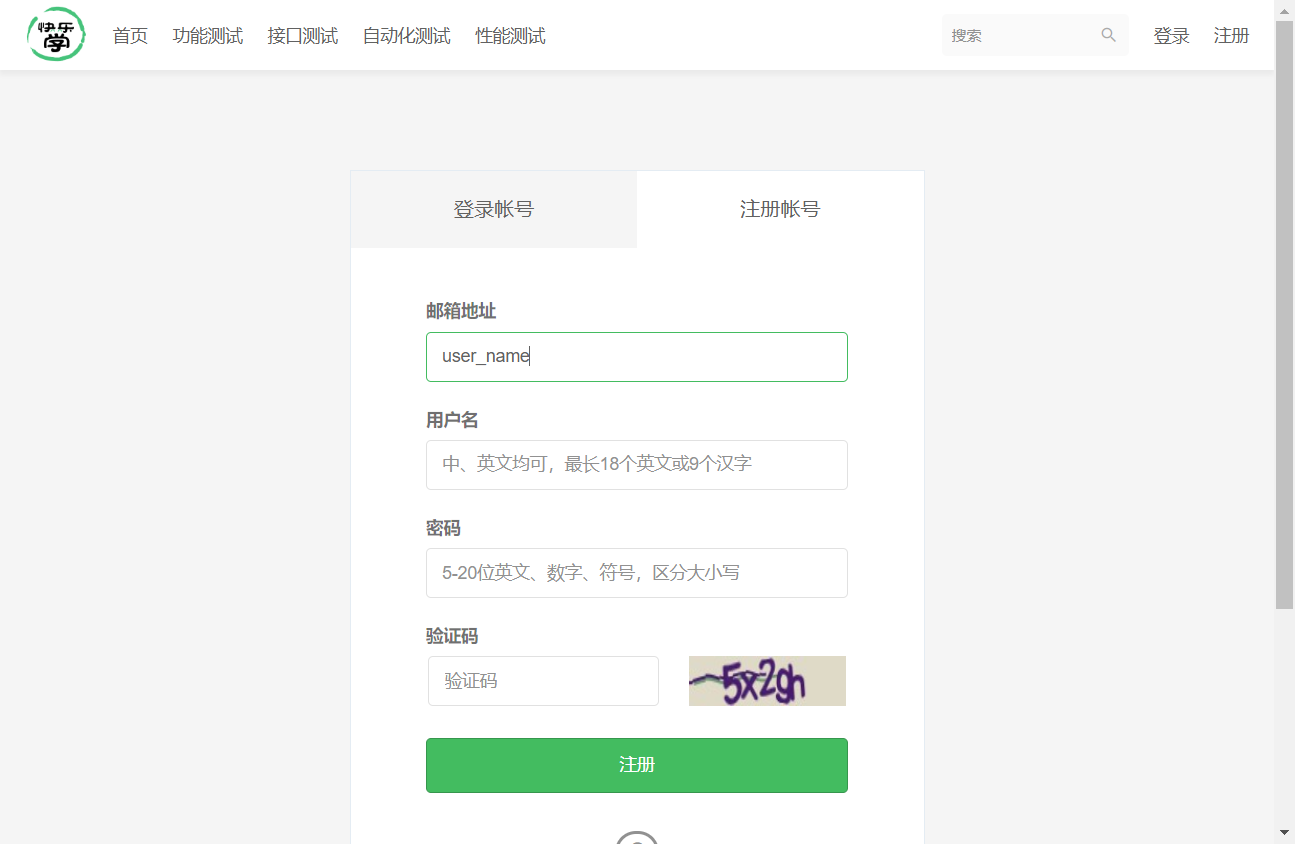 快乐
学
首页 功能测试 接口测试 自动化测试 性能测试 搜索 登录 注册
登录帐号 注册帐号
邮箱地址
user_name
用户名
中、英文均可，最长18个英文或9个汉字
密码
5-20位英文、数字、符号，区分大小写
验证码
验证码 5x2gh
注册